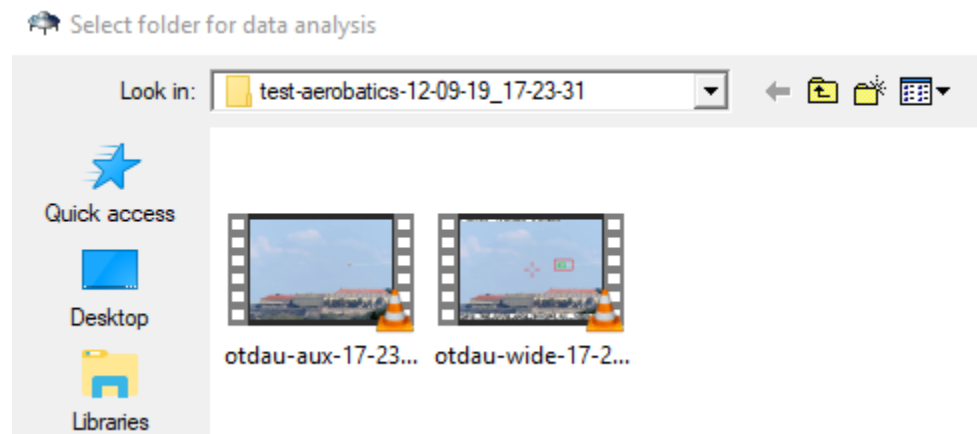 Select folder for data analysis
Look in: test-aerobatics-12-09-19_17-23-31
Quick access
Desktop
Libraries
otdau-aux-17-23... otdau-wide-17-2...